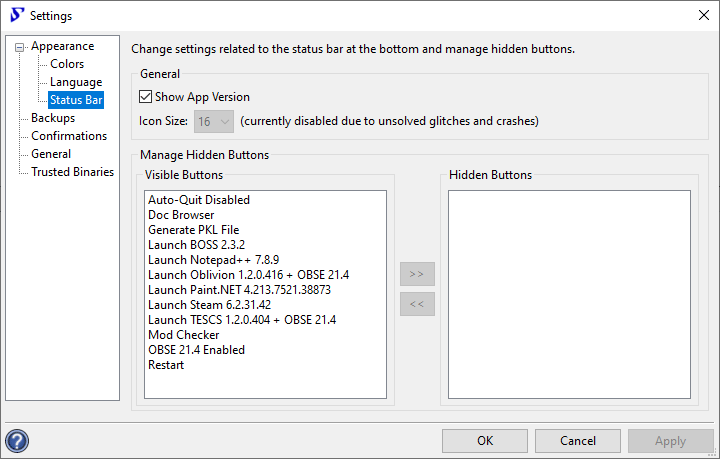 Settings
Appearance
Colors
Language
Status Bar
Backups
Confirmations
General
Trusted Binaries
Change settings related to the status bar at the bottom and manage hidden buttons.
General
Show App Version
Icon Size: 16 (currently disabled due to unsolved glitches and crashes)
Manage Hidden Buttons
Visible Buttons
Auto-Quit Disabled
Doc Browser
Generate PKL File
Launch BOSS 2.3.2
Launch Notepad++ 7.8.9
Launch Oblivion 1.2.0.416 + OBSE 21.4
Launch Paint.NET 4.213.7521.38873
Launch Steam 6.2.31.42
Launch TESCS 1.2.0.404 + OBSE 21.4
Mod Checker
OBSE 21.4 Enabled
Restart
>>
<<
Hidden Buttons
?
OK
Cancel
Apply